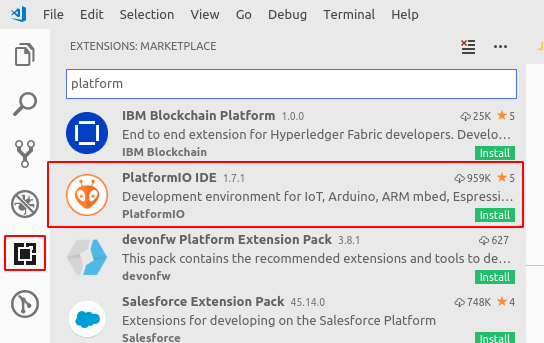 File Edit Selection View Go Debug Terminal Help
EXTENSIONS: MARKETPLACE
platform
IBM Blockchain Platform 1.0.0 25K 5
End to end extension for Hyperledger Fabric developers. Develo...
IBM Blockchain Install
PlatformIO IDE 1.7.1 959K 5
Development environment for IoT, Arduino, ARM mbed, Espressi...
PlatformIO Install
devonfw Platform Extension Pack 3.8.1 627
This pack contains the recommended extensions and tools to de...
devonfw Install
Salesforce Extension Pack 45.14.0 748K 4
Extensions for developing on the Salesforce Platform
Salesforce Install